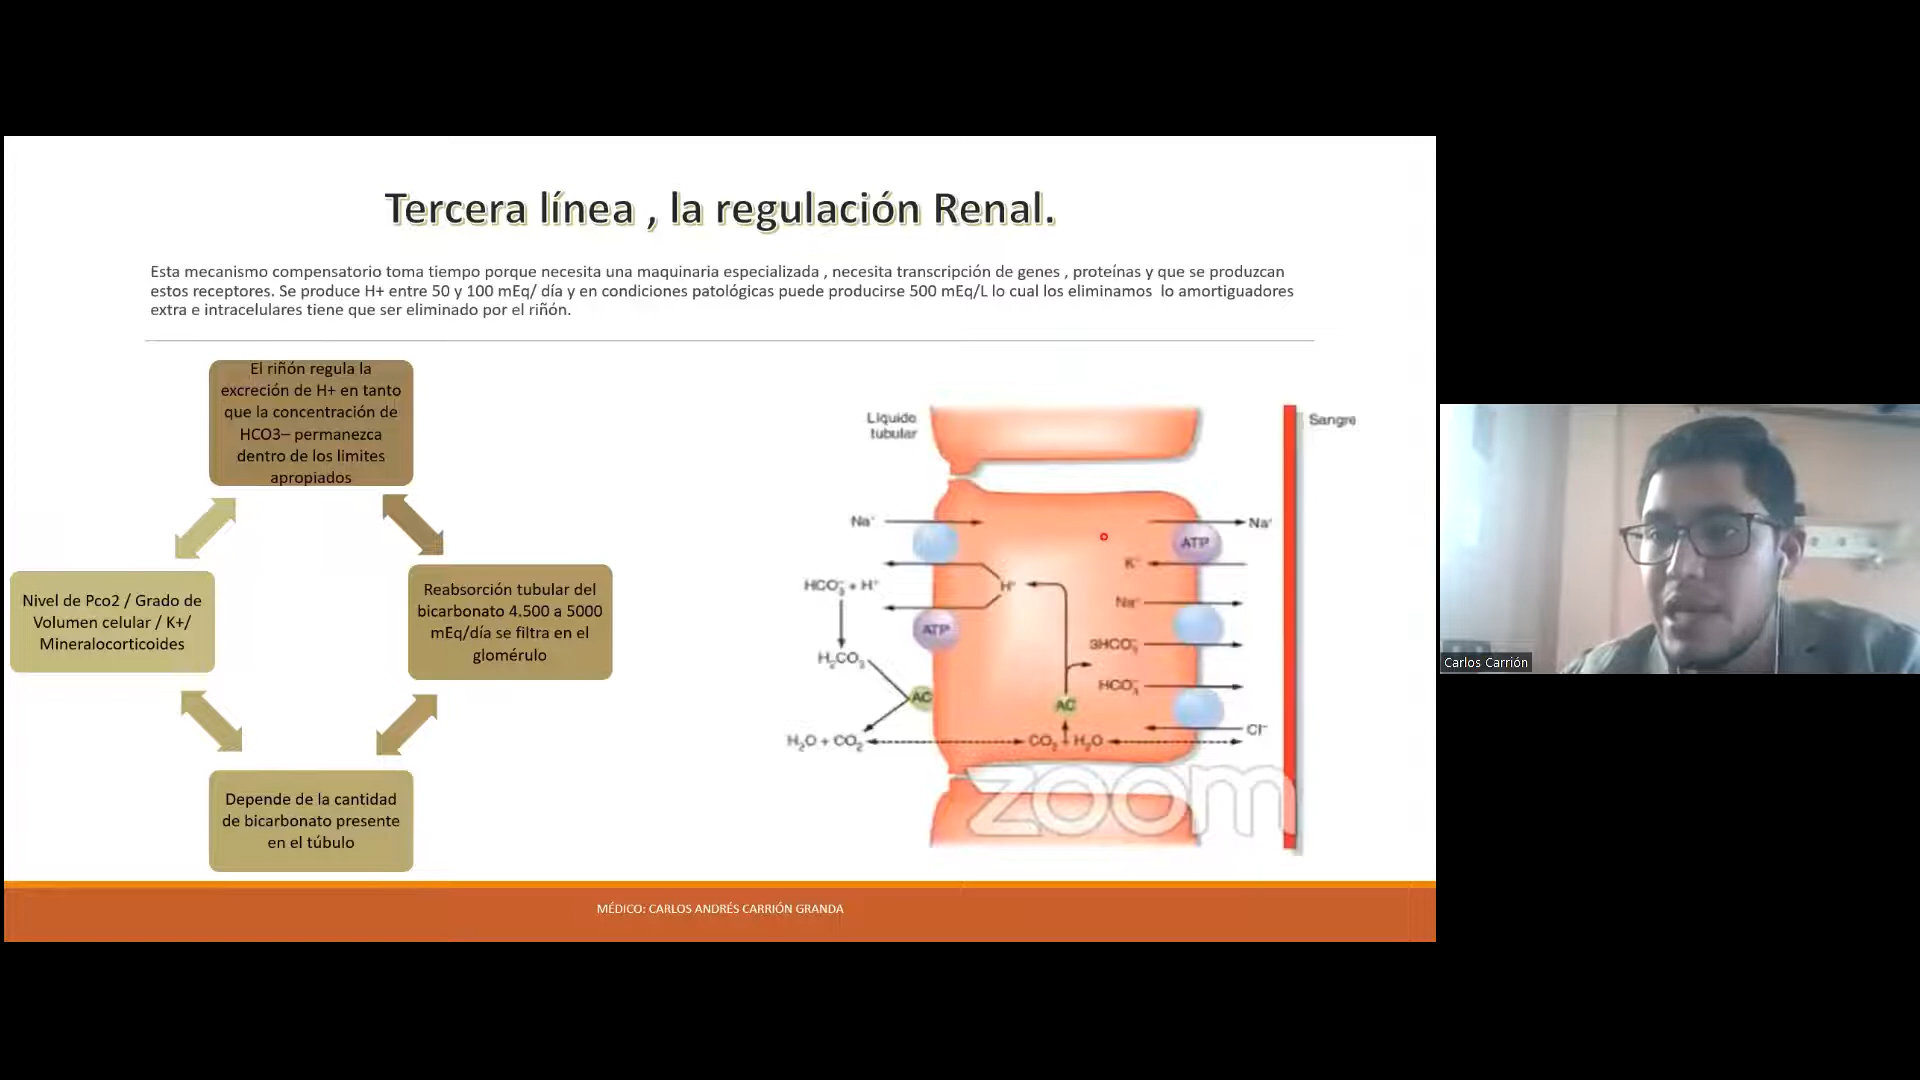 Tercera línea , la regulación Renal.
Esta mecanismo compensatorio toma tiempo porque necesita una maquinaria especializada , necesita transcripción de genes , proteínas y que se produzcan
estos receptores. Se produce H+ entre 50 y 100 mEq/ día y en condiciones patológicas puede producirse 500 mEq/L lo cual los eliminamos  lo amortiguadores
extra e intracelulares tiene que ser eliminado por el riñón.
El riñón regula la
excreción de H+ en tanto
que la concentración de
HCO3– permanezca
dentro de los limites
apropiados
Nivel de Pco2 / Grado de
Volumen celular / K+/
Mineralocorticoides
Reabsorción tubular del
bicarbonato 4.500 a 5000
mEq/día se filtra en el
glomérulo
Depende de la cantidad
de bicarbonato presente
en el túbulo
Líquido
tubular
Sangre
Na⁺
Na⁺
ATP
K⁺
HCO₃⁻ + H⁺
H⁺
Na⁺
ATP
3HCO₃⁻
H₂CO₃
HCO₃⁻
AC
AC
Cl⁻
H₂O + CO₂
CO₂ + H₂O
zoom
MÉDICO: CARLOS ANDRÉS CARRIÓN GRANDA
Carlos Carrión